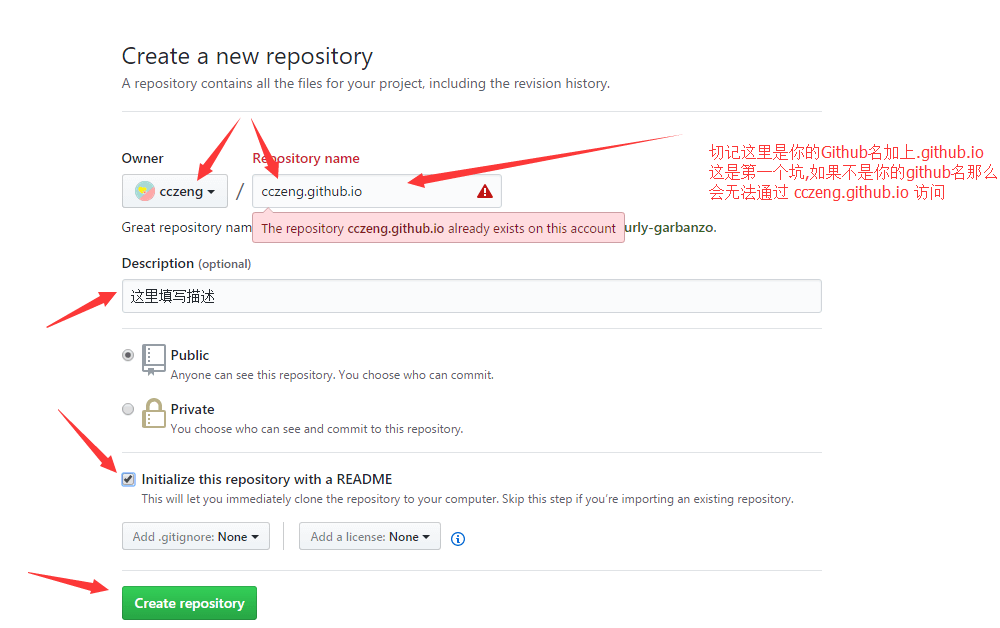 Create a new repository
A repository contains all the files for your project, including the revision history.
Owner
Repository name
cczeng
/
cczeng.github.io
切记这里是你的Github名加上.github.io
这是第一个坑,如果不是你的github名那么
会无法通过 cczeng.github.io 访问
Great repository nam
The repository cczeng.github.io already exists on this account
urly-garbanzo.
Description (optional)
这里填写描述
Public
Anyone can see this repository. You choose who can commit.
Private
You choose who can see and commit to this repository.
Initialize this repository with a README
This will let you immediately clone the repository to your computer. Skip this step if you're importing an existing repository.
Add .gitignore: None
Add a license: None
Create repository